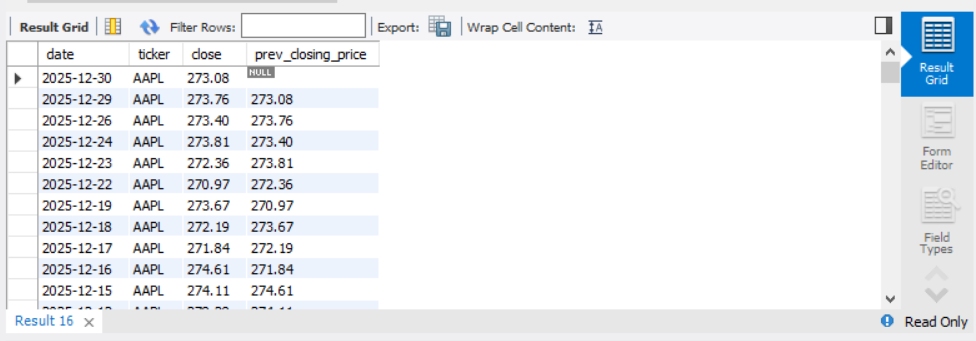 Result Grid Filter Rows: Export: Wrap Cell Content: IA
date ticker close prev_closing_price
2025-12-30 AAPL 273.08 NULL
2025-12-29 AAPL 273.76 273.08
2025-12-26 AAPL 273.40 273.76
2025-12-24 AAPL 273.81 273.40
2025-12-23 AAPL 272.36 273.81
2025-12-22 AAPL 270.97 272.36
2025-12-19 AAPL 273.67 270.97
2025-12-18 AAPL 272.19 273.67
2025-12-17 AAPL 271.84 272.19
2025-12-16 AAPL 274.61 271.84
2025-12-15 AAPL 274.11 274.61
Result 16
Result
Grid
Form
Editor
Field
Types
Read Only